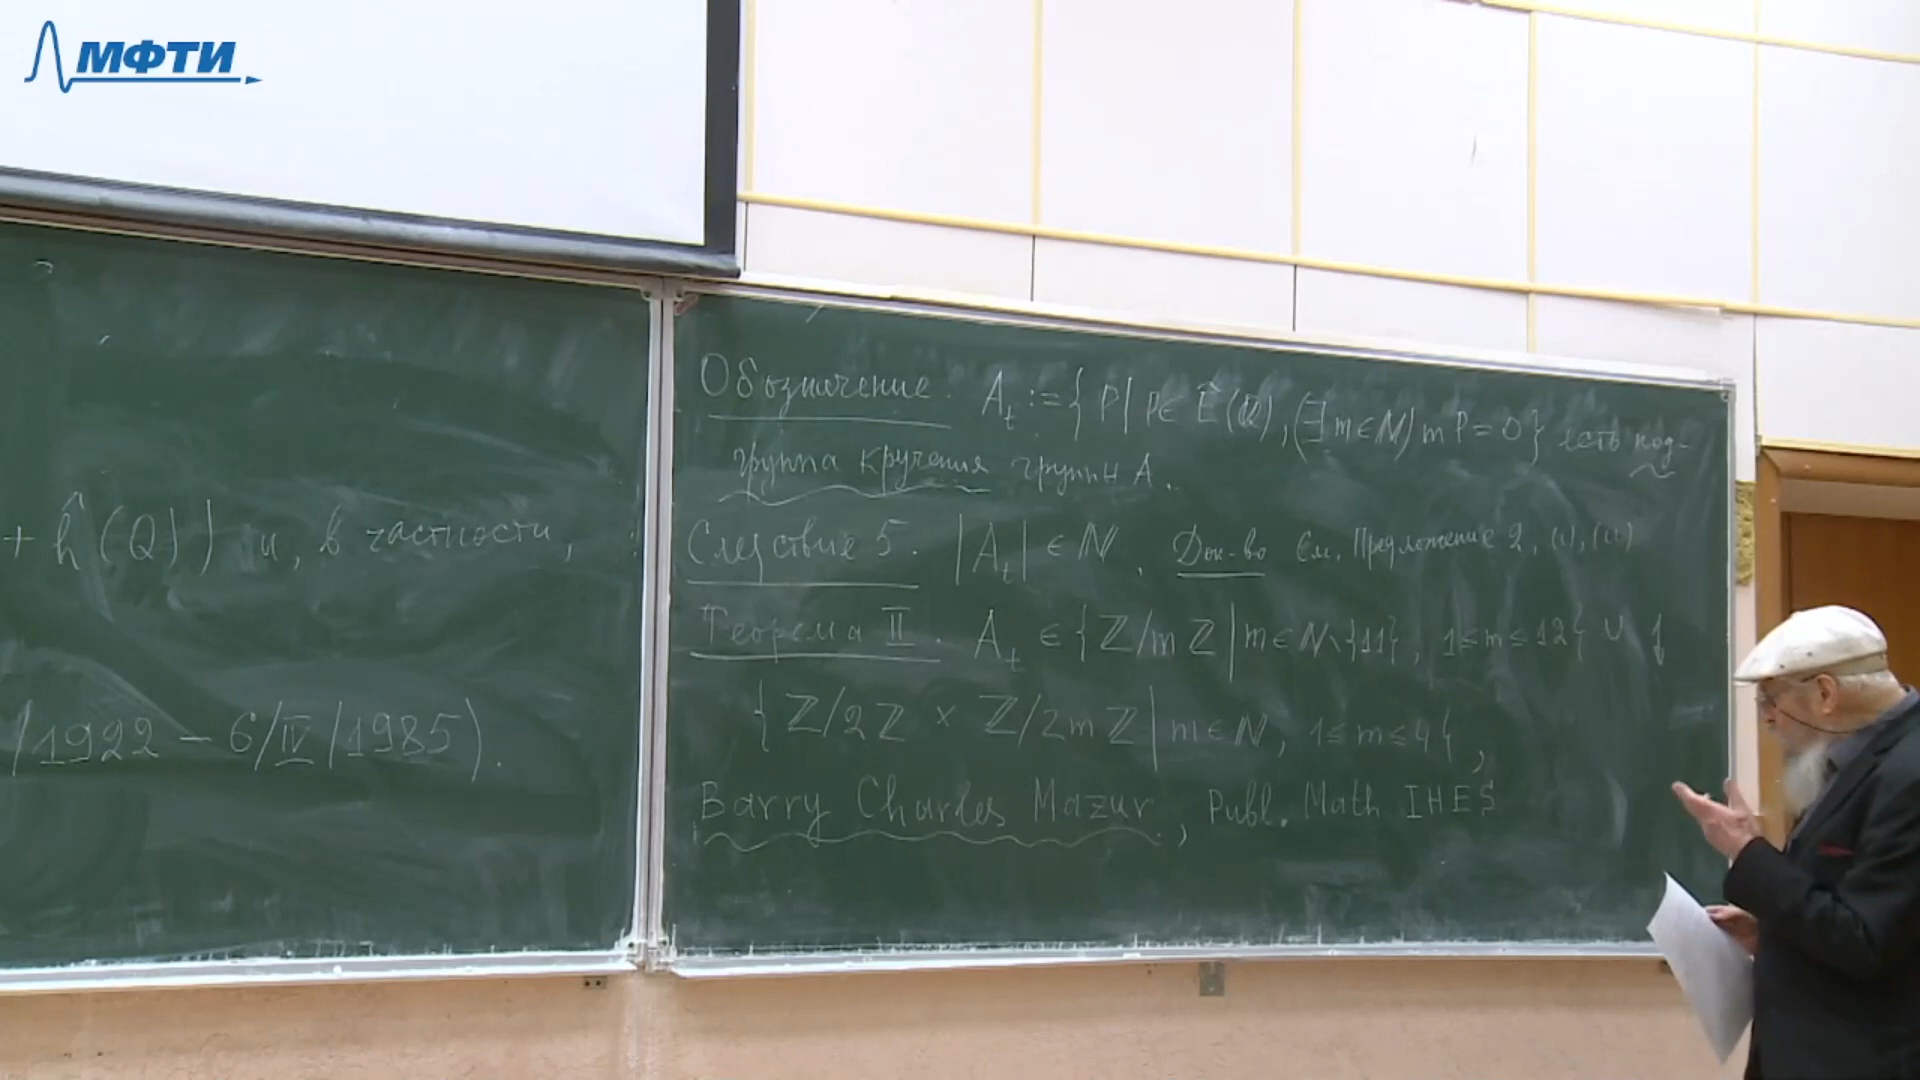 МФТИ
+ ĥ(Q)) и, в частности,
/1922 – 6/IV/1985).
Обозначение. A_t := {P | P∈ Ê(Q), (∃ m∈N) mP = 0} есть под-
группа кручения группы A.
Следствие 5. |A_t| ∈ N. Док-во См. Предложение 2, (i), (ii)
Теорема II. A_t ∈ {Z/mZ | m∈N\{11}, 1≤m≤12} ∪
{Z/2Z × Z/2mZ | m∈N, 1≤m≤4},
Barry Charles Mazur, Publ. Math IHES